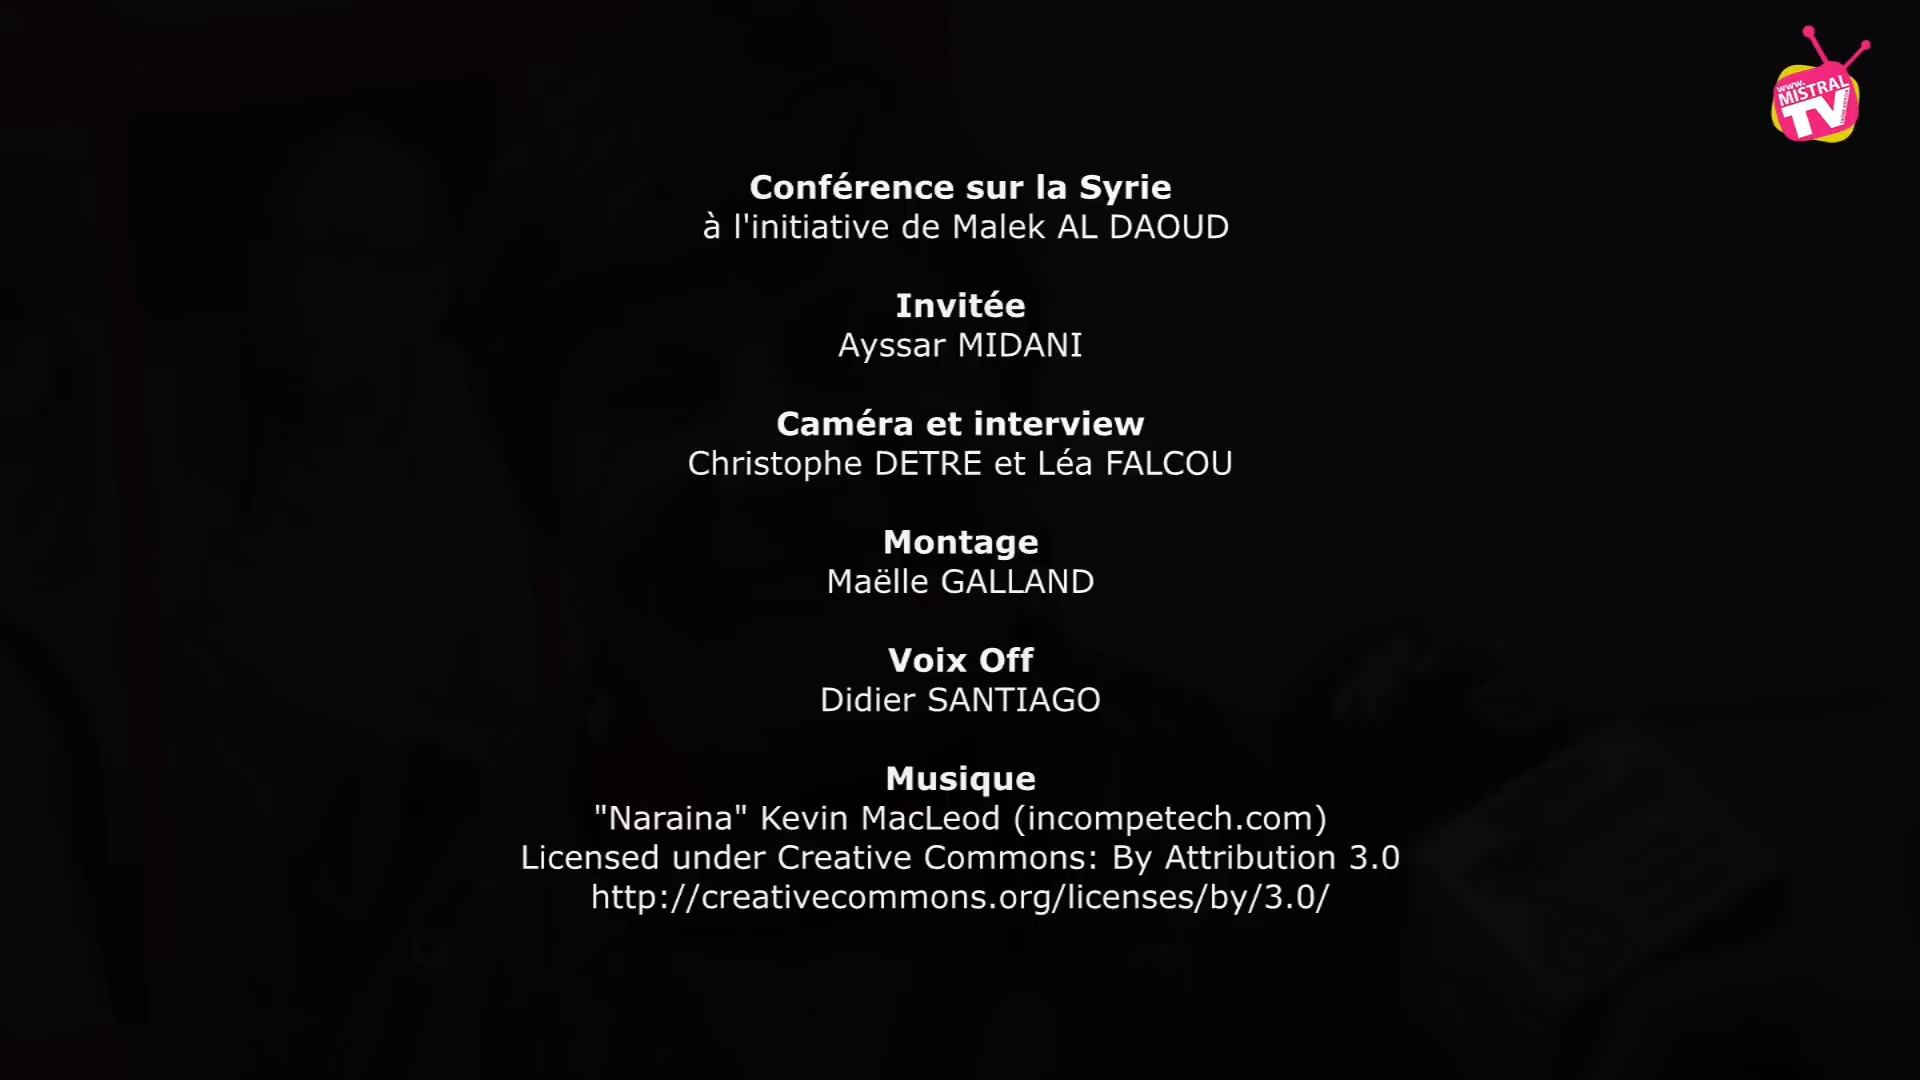 www.
MISTRAL
TV
Conférence sur la Syrie
à l'initiative de Malek AL DAOUD
Invitée
Ayssar MIDANI
Caméra et interview
Christophe DETRE et Léa FALCOU
Montage
Maëlle GALLAND
Voix Off
Didier SANTIAGO
Musique
"Naraina" Kevin MacLeod (incompetech.com)
Licensed under Creative Commons: By Attribution 3.0
http://creativecommons.org/licenses/by/3.0/